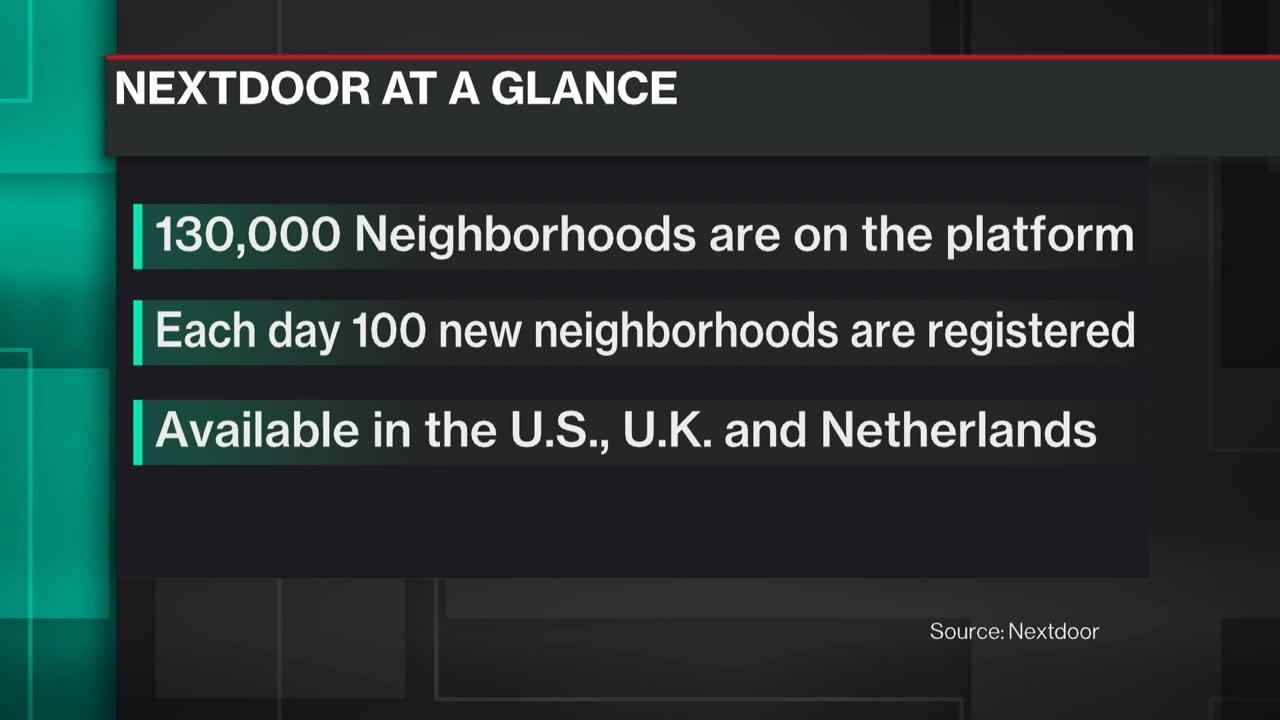 NEXTDOOR AT A GLANCE
130,000 Neighborhoods are on the platform
Each day 100 new neighborhoods are registered
Available in the U.S., U.K. and Netherlands
Source: Nextdoor